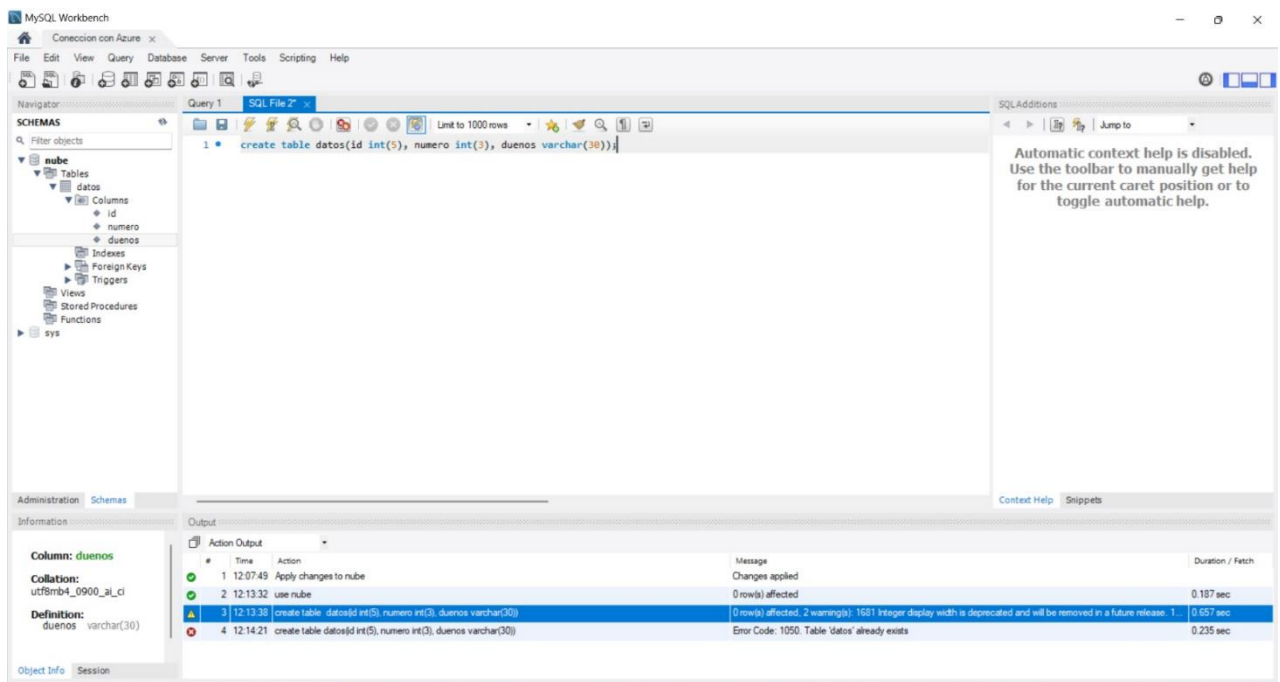 MySQL Workbench
Coneccion con Azure
File Edit View Query Database Server Tools Scripting Help
Navigator
SCHEMAS
Filter objects
nube
Tables
datos
Columns
id
numero
duenos
Indexes
Foreign Keys
Triggers
Views
Stored Procedures
Functions
sys
Administration Schemas
Query 1 SQL File 2*
Limit to 1000 rows
1 create table datos(id int(5), numero int(3), duenos varchar(30));
SQLAdditions
Jump to
Automatic context help is disabled.
Use the toolbar to manually get help
for the current caret position or to
toggle automatic help.
Context Help Snippets
Information
Column: duenos
Collation:
utf8mb4_0900_ai_ci
Definition:
duenos varchar(30)
Object Info Session
Output
Action Output
# Time Action Message Duration / Fetch
1 12:07:49 Apply changes to nube Changes applied
2 12:13:32 use nube 0 row(s) affected 0.187 sec
3 12:13:38 create table datos(id int(5), numero int(3), duenos varchar(30)) 0 row(s) affected, 2 warning(s): 1681 Integer display width is deprecated and will be removed in a future release. 1... 0.657 sec
4 12:14:21 create table datos(id int(5), numero int(3), duenos varchar(30)) Error Code: 1050. Table 'datos' already exists 0.235 sec